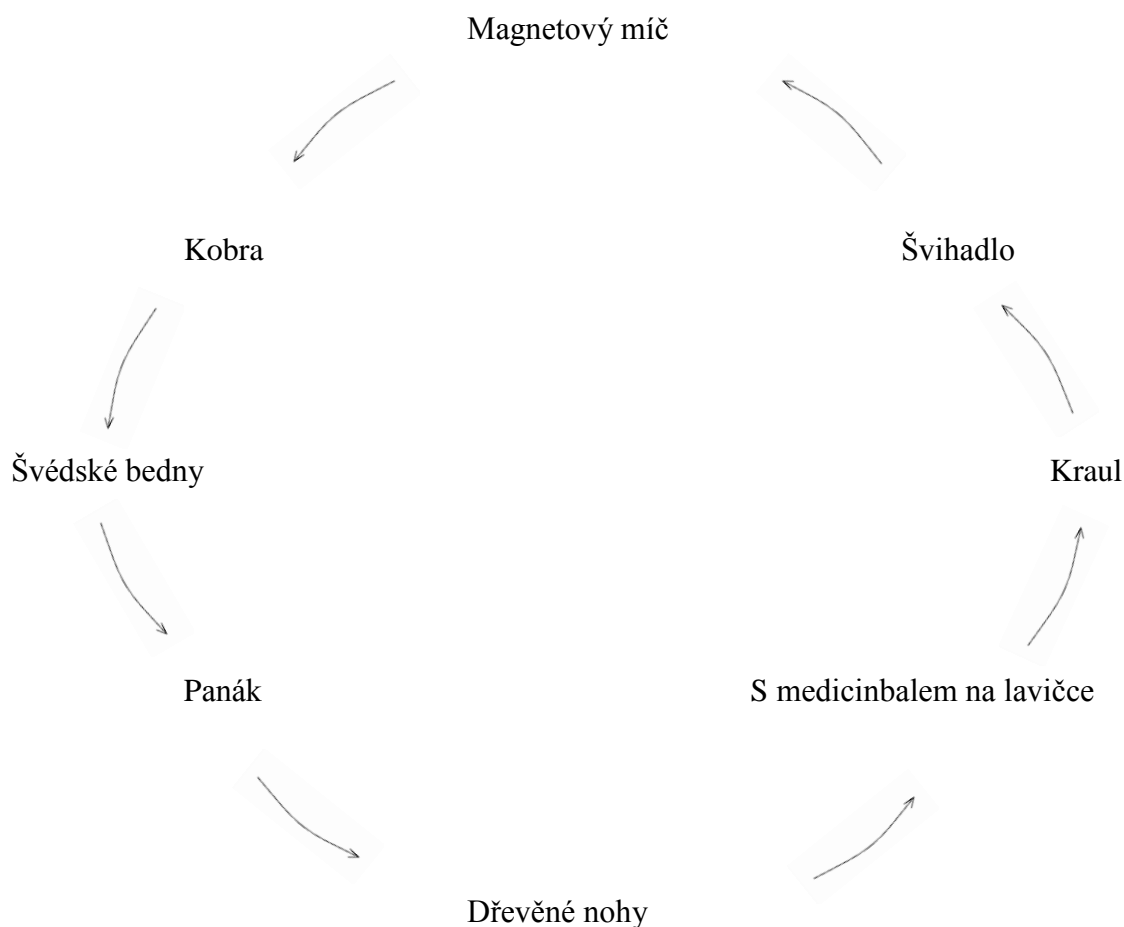 Magnetový míč
Kobra
Švihadlo
Švédské bedny
Kraul
Panák
S medicinbalem na lavičce
Dřevěné nohy